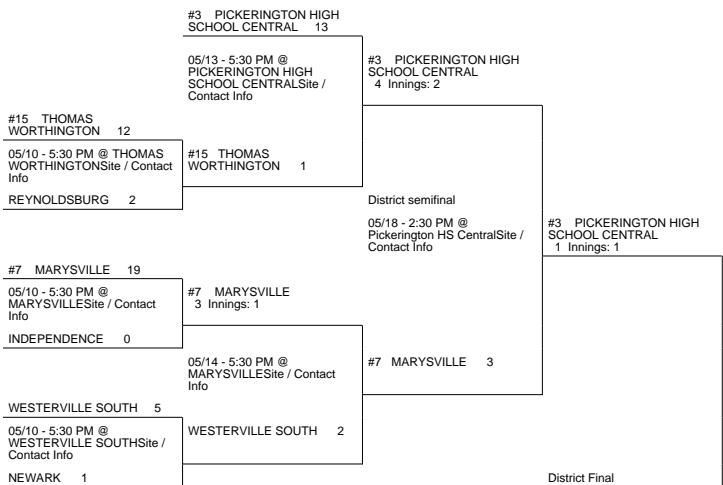 #3 PICKERINGTON HIGH
SCHOOL CENTRAL 13
05/13 - 5:30 PM @
PICKERINGTON HIGH
SCHOOL CENTRALSite /
Contact Info
#3 PICKERINGTON HIGH
SCHOOL CENTRAL
4 Innings: 2
#15 THOMAS
WORTHINGTON 12
05/10 - 5:30 PM @ THOMAS
WORTHINGTONSite / Contact
Info
#15 THOMAS
WORTHINGTON 1
REYNOLDSBURG 2
District semifinal
05/18 - 2:30 PM @
Pickerington HS CentralSite /
Contact Info
#3 PICKERINGTON HIGH
SCHOOL CENTRAL
1 Innings: 1
#7 MARYSVILLE 19
05/10 - 5:30 PM @
MARYSVILLESite / Contact
Info
#7 MARYSVILLE
3 Innings: 1
INDEPENDENCE 0
05/14 - 5:30 PM @
MARYSVILLESite / Contact
Info
#7 MARYSVILLE 3
WESTERVILLE SOUTH 5
05/10 - 5:30 PM @
WESTERVILLE SOUTHSite /
Contact Info
WESTERVILLE SOUTH 2
NEWARK 1
District Final